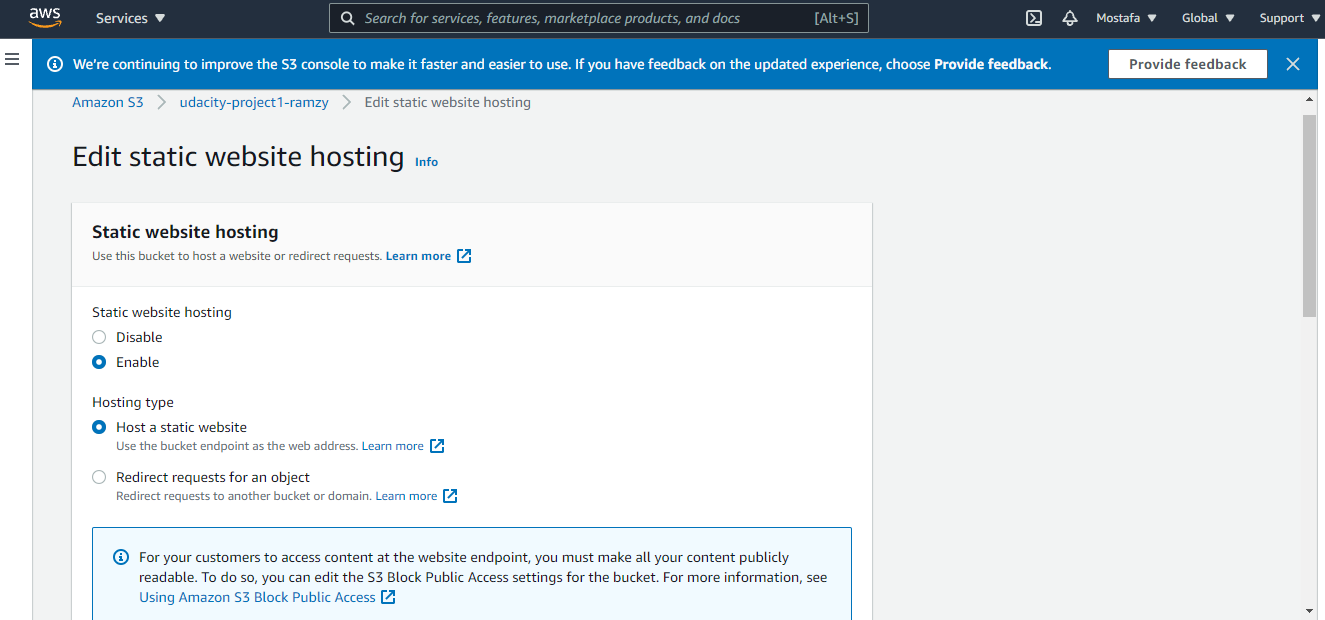 aws Services Search for services, features, marketplace products, and docs [Alt+S] Mostafa Global Support
We're continuing to improve the S3 console to make it faster and easier to use. If you have feedback on the updated experience, choose Provide feedback. Provide feedback
Amazon S3 udacity-project1-ramzy Edit static website hosting
Edit static website hosting Info
Static website hosting
Use this bucket to host a website or redirect requests. Learn more
Static website hosting
Disable
Enable
Hosting type
Host a static website
Use the bucket endpoint as the web address. Learn more
Redirect requests for an object
Redirect requests to another bucket or domain. Learn more
For your customers to access content at the website endpoint, you must make all your content publicly
readable. To do so, you can edit the S3 Block Public Access settings for the bucket. For more information, see
Using Amazon S3 Block Public Access